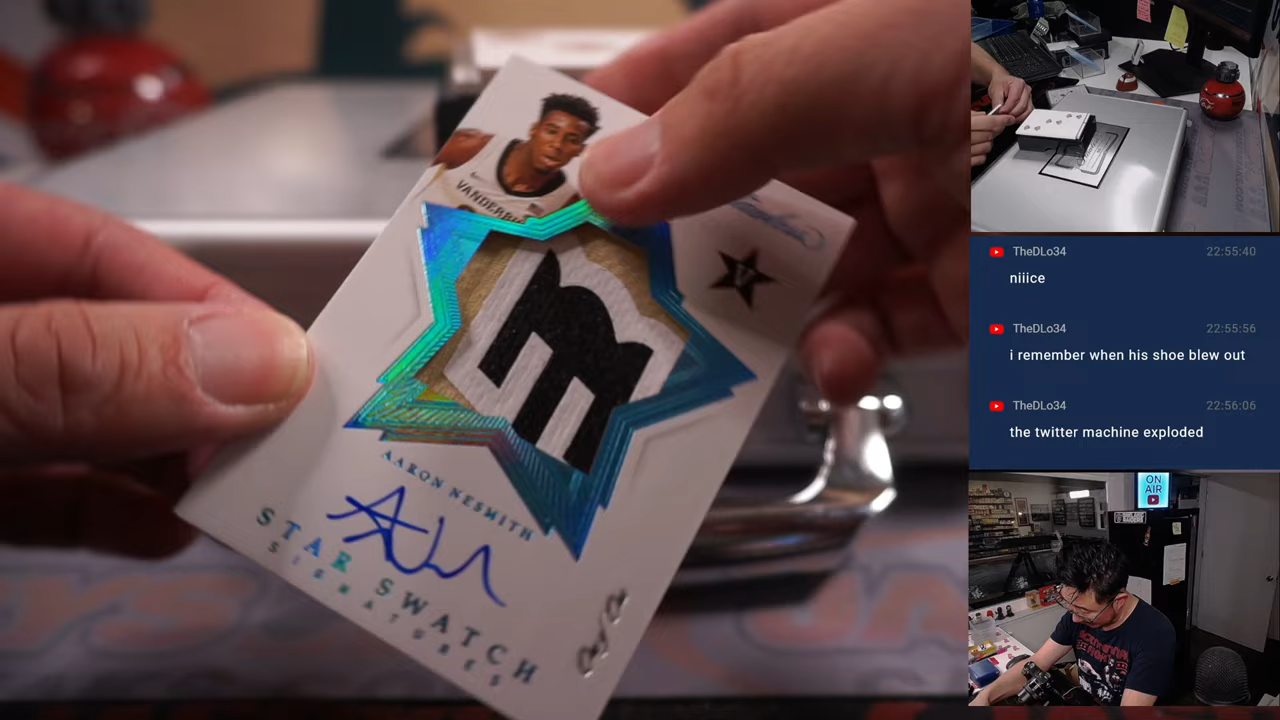 VANDERB
AARON NESMITH
STAR SWATCH
SIGNATURES
TheDLo34
22:55:40
niiice
TheDLo34
22:55:56
i remember when his shoe blew out
TheDLo34
22:56:06
the twitter machine exploded
ON
AIR